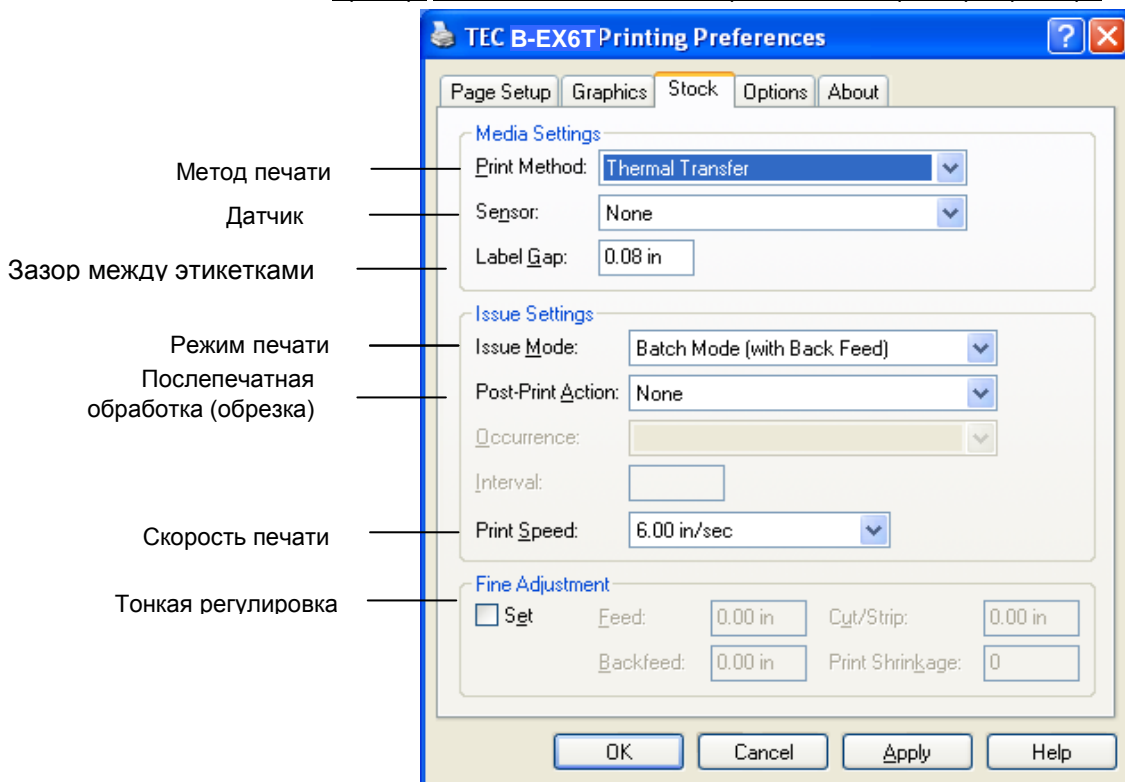 TEC B-EX6T Printing Preferences
Page Setup Graphics Stock Options About
Media Settings
Метод печати Print Method: Thermal Transfer
Датчик Sensor: None
Зазор между этикетками Label Gap: 0.08 in
Issue Settings
Режим печати Issue Mode: Batch Mode (with Back Feed)
Послепечатная
обработка (обрезка) Post-Print Action: None
Occurrence:
Interval:
Скорость печати Print Speed: 6.00 in/sec
Fine Adjustment
Тонкая регулировка Set Feed: 0.00 in Cut/Strip: 0.00 in
Backfeed: 0.00 in Print Shrinkage: 0
OK Cancel Apply Help